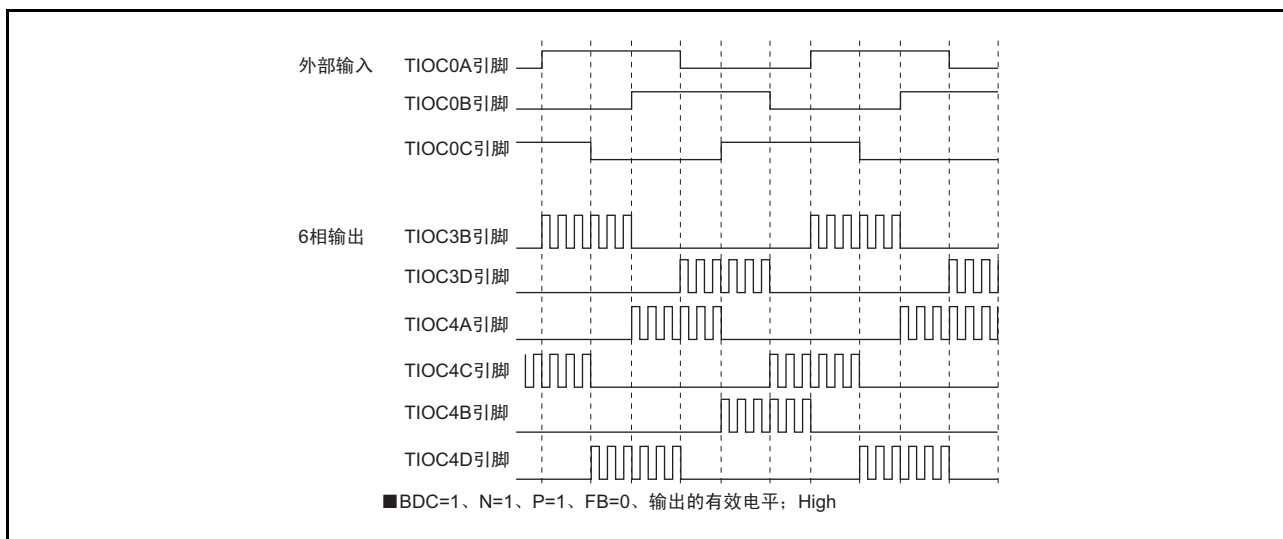 外部输入 TIOC0A引脚
TIOC0B引脚
TIOC0C引脚
6相输出 TIOC3B引脚
TIOC3D引脚
TIOC4A引脚
TIOC4C引脚
TIOC4B引脚
TIOC4D引脚
■BDC=1、N=1、P=1、FB=0、输出的有效电平；High